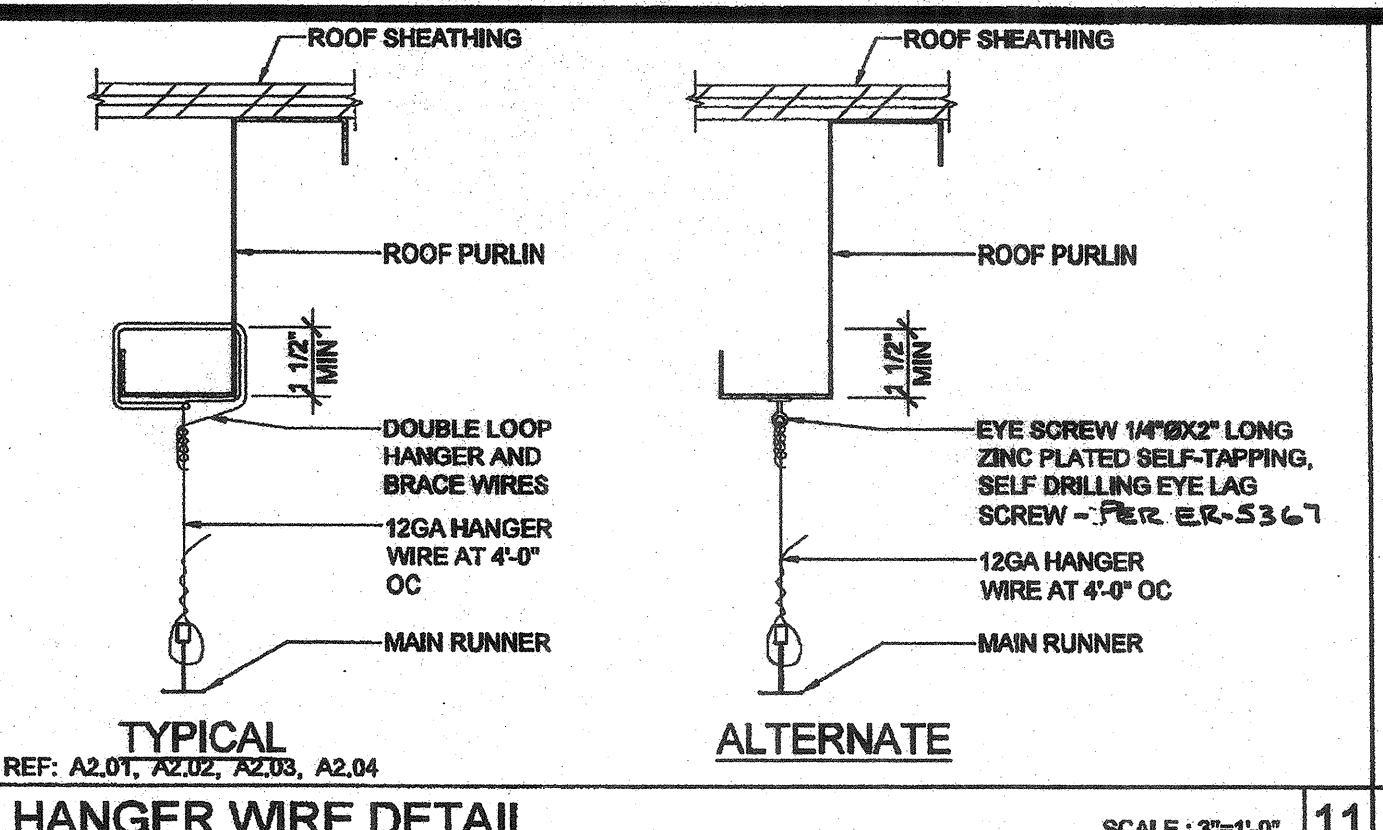 ROOF SHEATHING
ROOF PURLIN
1 1/2"
MIN
DOUBLE LOOP
HANGER AND
BRACE WIRES
12GA HANGER
WIRE AT 4'-0"
OC
MAIN RUNNER
TYPICAL
REF: A2.01, A2.02, A2.03, A2.04
ROOF SHEATHING
ROOF PURLIN
1 1/2"
MIN
EYE SCREW 1/4"ØX2" LONG
ZINC PLATED SELF-TAPPING,
SELF DRILLING EYE LAG
SCREW - PER ER-5367
12GA HANGER
WIRE AT 4'-0" OC
MAIN RUNNER
ALTERNATE
HANGER WIRE DETAIL
SCALE : 3"=1'-0"
11